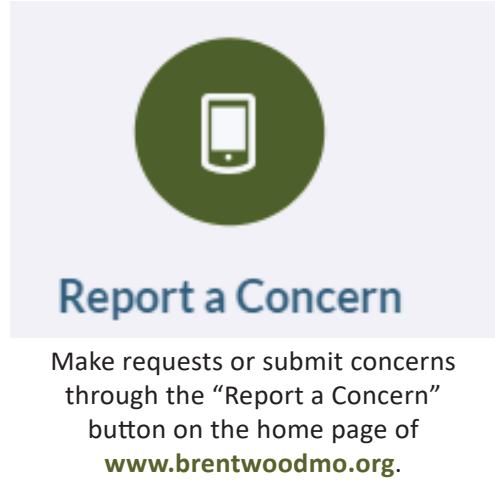 Report a Concern
Make requests or submit concerns
through the “Report a Concern”
button on the home page of
www.brentwoodmo.org.